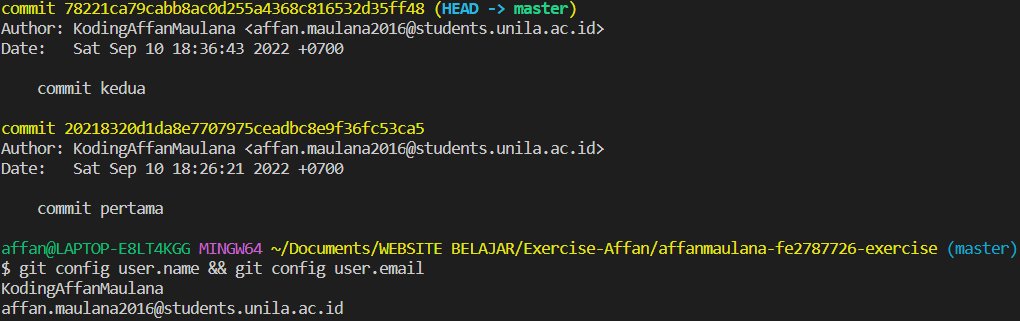 commit 78221ca79cabb8ac0d255a4368c816532d35ff48 (HEAD -> master)
Author: KodingAffanMaulana <affan.maulana2016@students.unila.ac.id>
Date:   Sat Sep 10 18:36:43 2022 +0700
    commit kedua
commit 20218320d1da8e7707975ceadbc8e9f36fc53ca5
Author: KodingAffanMaulana <affan.maulana2016@students.unila.ac.id>
Date:   Sat Sep 10 18:26:21 2022 +0700
    commit pertama
affan@LAPTOP-E8LT4KGG MINGW64 ~/Documents/WEBSITE BELAJAR/Exercise-Affan/affanmaulana-fe2787726-exercise (master)
$ git config user.name && git config user.email
KodingAffanMaulana
affan.maulana2016@students.unila.ac.id